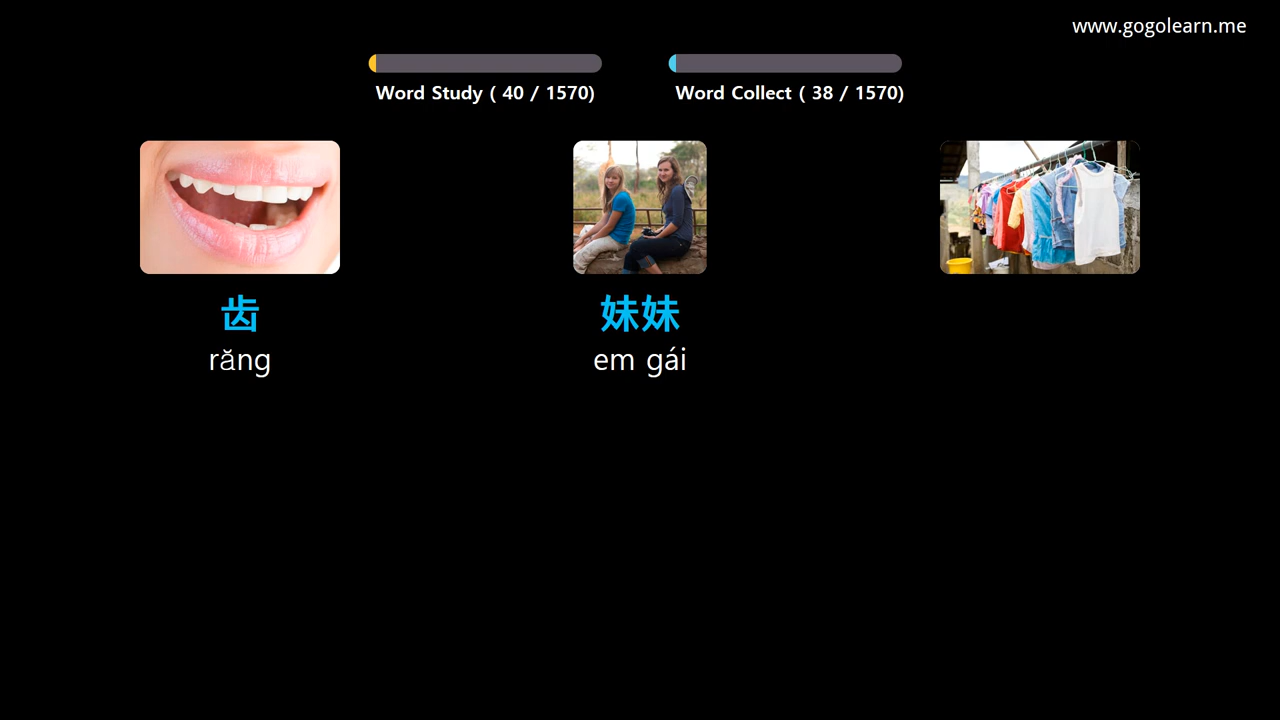 www.gogolearn.me
Word Study ( 40 / 1570)
Word Collect ( 38 / 1570)
齿
妹妹
răng
em gái